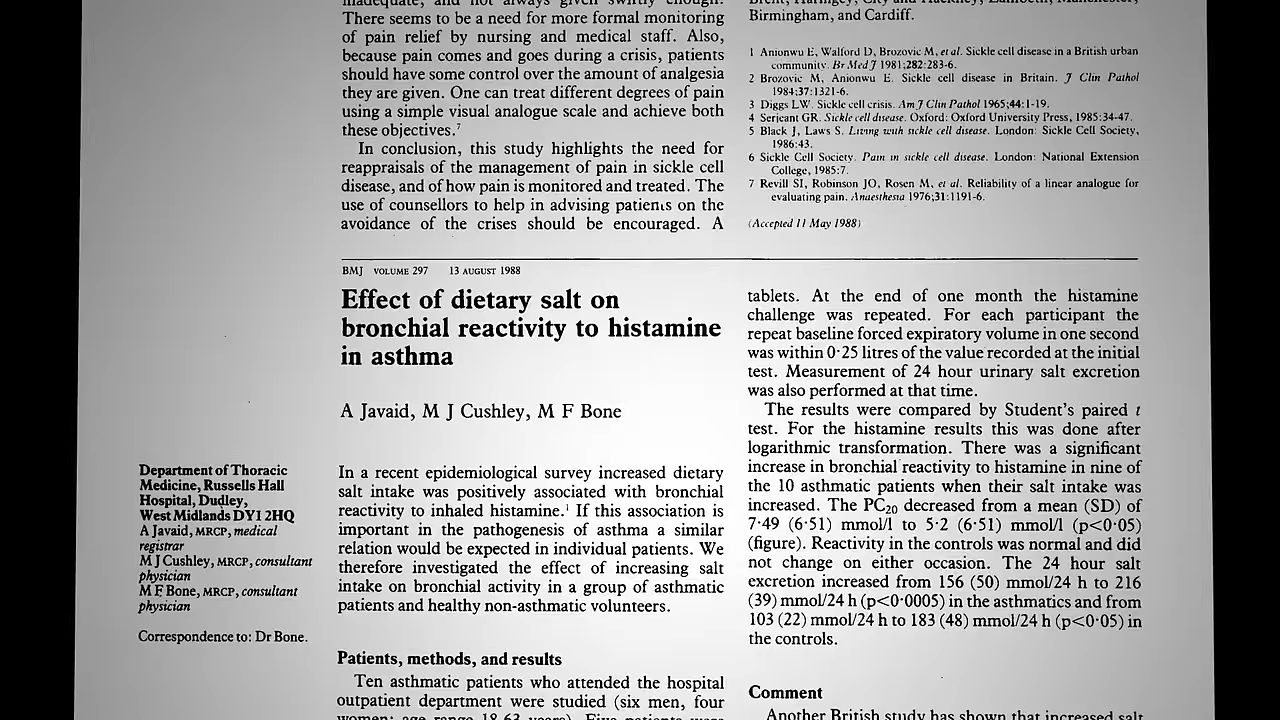 inadequate, and not always given swiftly enough.
There seems to be a need for more formal monitoring
of pain relief by nursing and medical staff. Also,
because pain comes and goes during a crisis, patients
should have some control over the amount of analgesia
they are given. One can treat different degrees of pain
using a simple visual analogue scale and achieve both
these objectives.⁷
In conclusion, this study highlights the need for
reappraisals of the management of pain in sickle cell
disease, and of how pain is monitored and treated. The
use of counsellors to help in advising patients on the
avoidance of the crises should be encouraged. A
Brent, Haringey, City and Hackney, Lambeth, Manchester,
Birmingham, and Cardiff.
1 Anionwu E, Walford D, Brozovic M, et al. Sickle cell disease in a British urban
community. Br Med J 1981;282:283-6.
2 Brozovic M, Anionwu E. Sickle cell disease in Britain. J Clin Pathol
1984;37:1321-6.
3 Diggs LW. Sickle cell crisis. Am J Clin Pathol 1965;44:1-19.
4 Serjeant GR. Sickle cell disease. Oxford: Oxford University Press, 1985:34-47.
5 Black J, Laws S. Living with sickle cell disease. London: Sickle Cell Society,
1986:43.
6 Sickle Cell Society. Pain in sickle cell disease. London: National Extension
College, 1985:7.
7 Revill SI, Robinson JO, Rosen M, et al. Reliability of a linear analogue for
evaluating pain. Anaesthesia 1976;31:1191-6.
(Accepted 11 May 1988)
BMJ VOLUME 297 13 AUGUST 1988
Effect of dietary salt on
bronchial reactivity to histamine
in asthma
A Javaid, M J Cushley, M F Bone
Department of Thoracic
Medicine, Russells Hall
Hospital, Dudley,
West Midlands DY1 2HQ
A Javaid, MRCP, medical
registrar
M J Cushley, MRCP, consultant
physician
M F Bone, MRCP, consultant
physician
Correspondence to: Dr Bone.
In a recent epidemiological survey increased dietary
salt intake was positively associated with bronchial
reactivity to inhaled histamine.¹ If this association is
important in the pathogenesis of asthma a similar
relation would be expected in individual patients. We
therefore investigated the effect of increasing salt
intake on bronchial activity in a group of asthmatic
patients and healthy non-asthmatic volunteers.
Patients, methods, and results
Ten asthmatic patients who attended the hospital
outpatient department were studied (six men, four
women; age range 18-63 years). Five patients were
tablets. At the end of one month the histamine
challenge was repeated. For each participant the
repeat baseline forced expiratory volume in one second
was within 0·25 litres of the value recorded at the initial
test. Measurement of 24 hour urinary salt excretion
was also performed at that time.
The results were compared by Student's paired t
test. For the histamine results this was done after
logarithmic transformation. There was a significant
increase in bronchial reactivity to histamine in nine of
the 10 asthmatic patients when their salt intake was
increased. The PC₂₀ decreased from a mean (SD) of
7·49 (6·51) mmol/l to 5·2 (6·51) mmol/l (p<0·05)
(figure). Reactivity in the controls was normal and did
not change on either occasion. The 24 hour salt
excretion increased from 156 (50) mmol/24 h to 216
(39) mmol/24 h (p<0·0005) in the asthmatics and from
103 (22) mmol/24 h to 183 (48) mmol/24 h (p<0·05) in
the controls.
Comment
Another British study has shown that increased salt